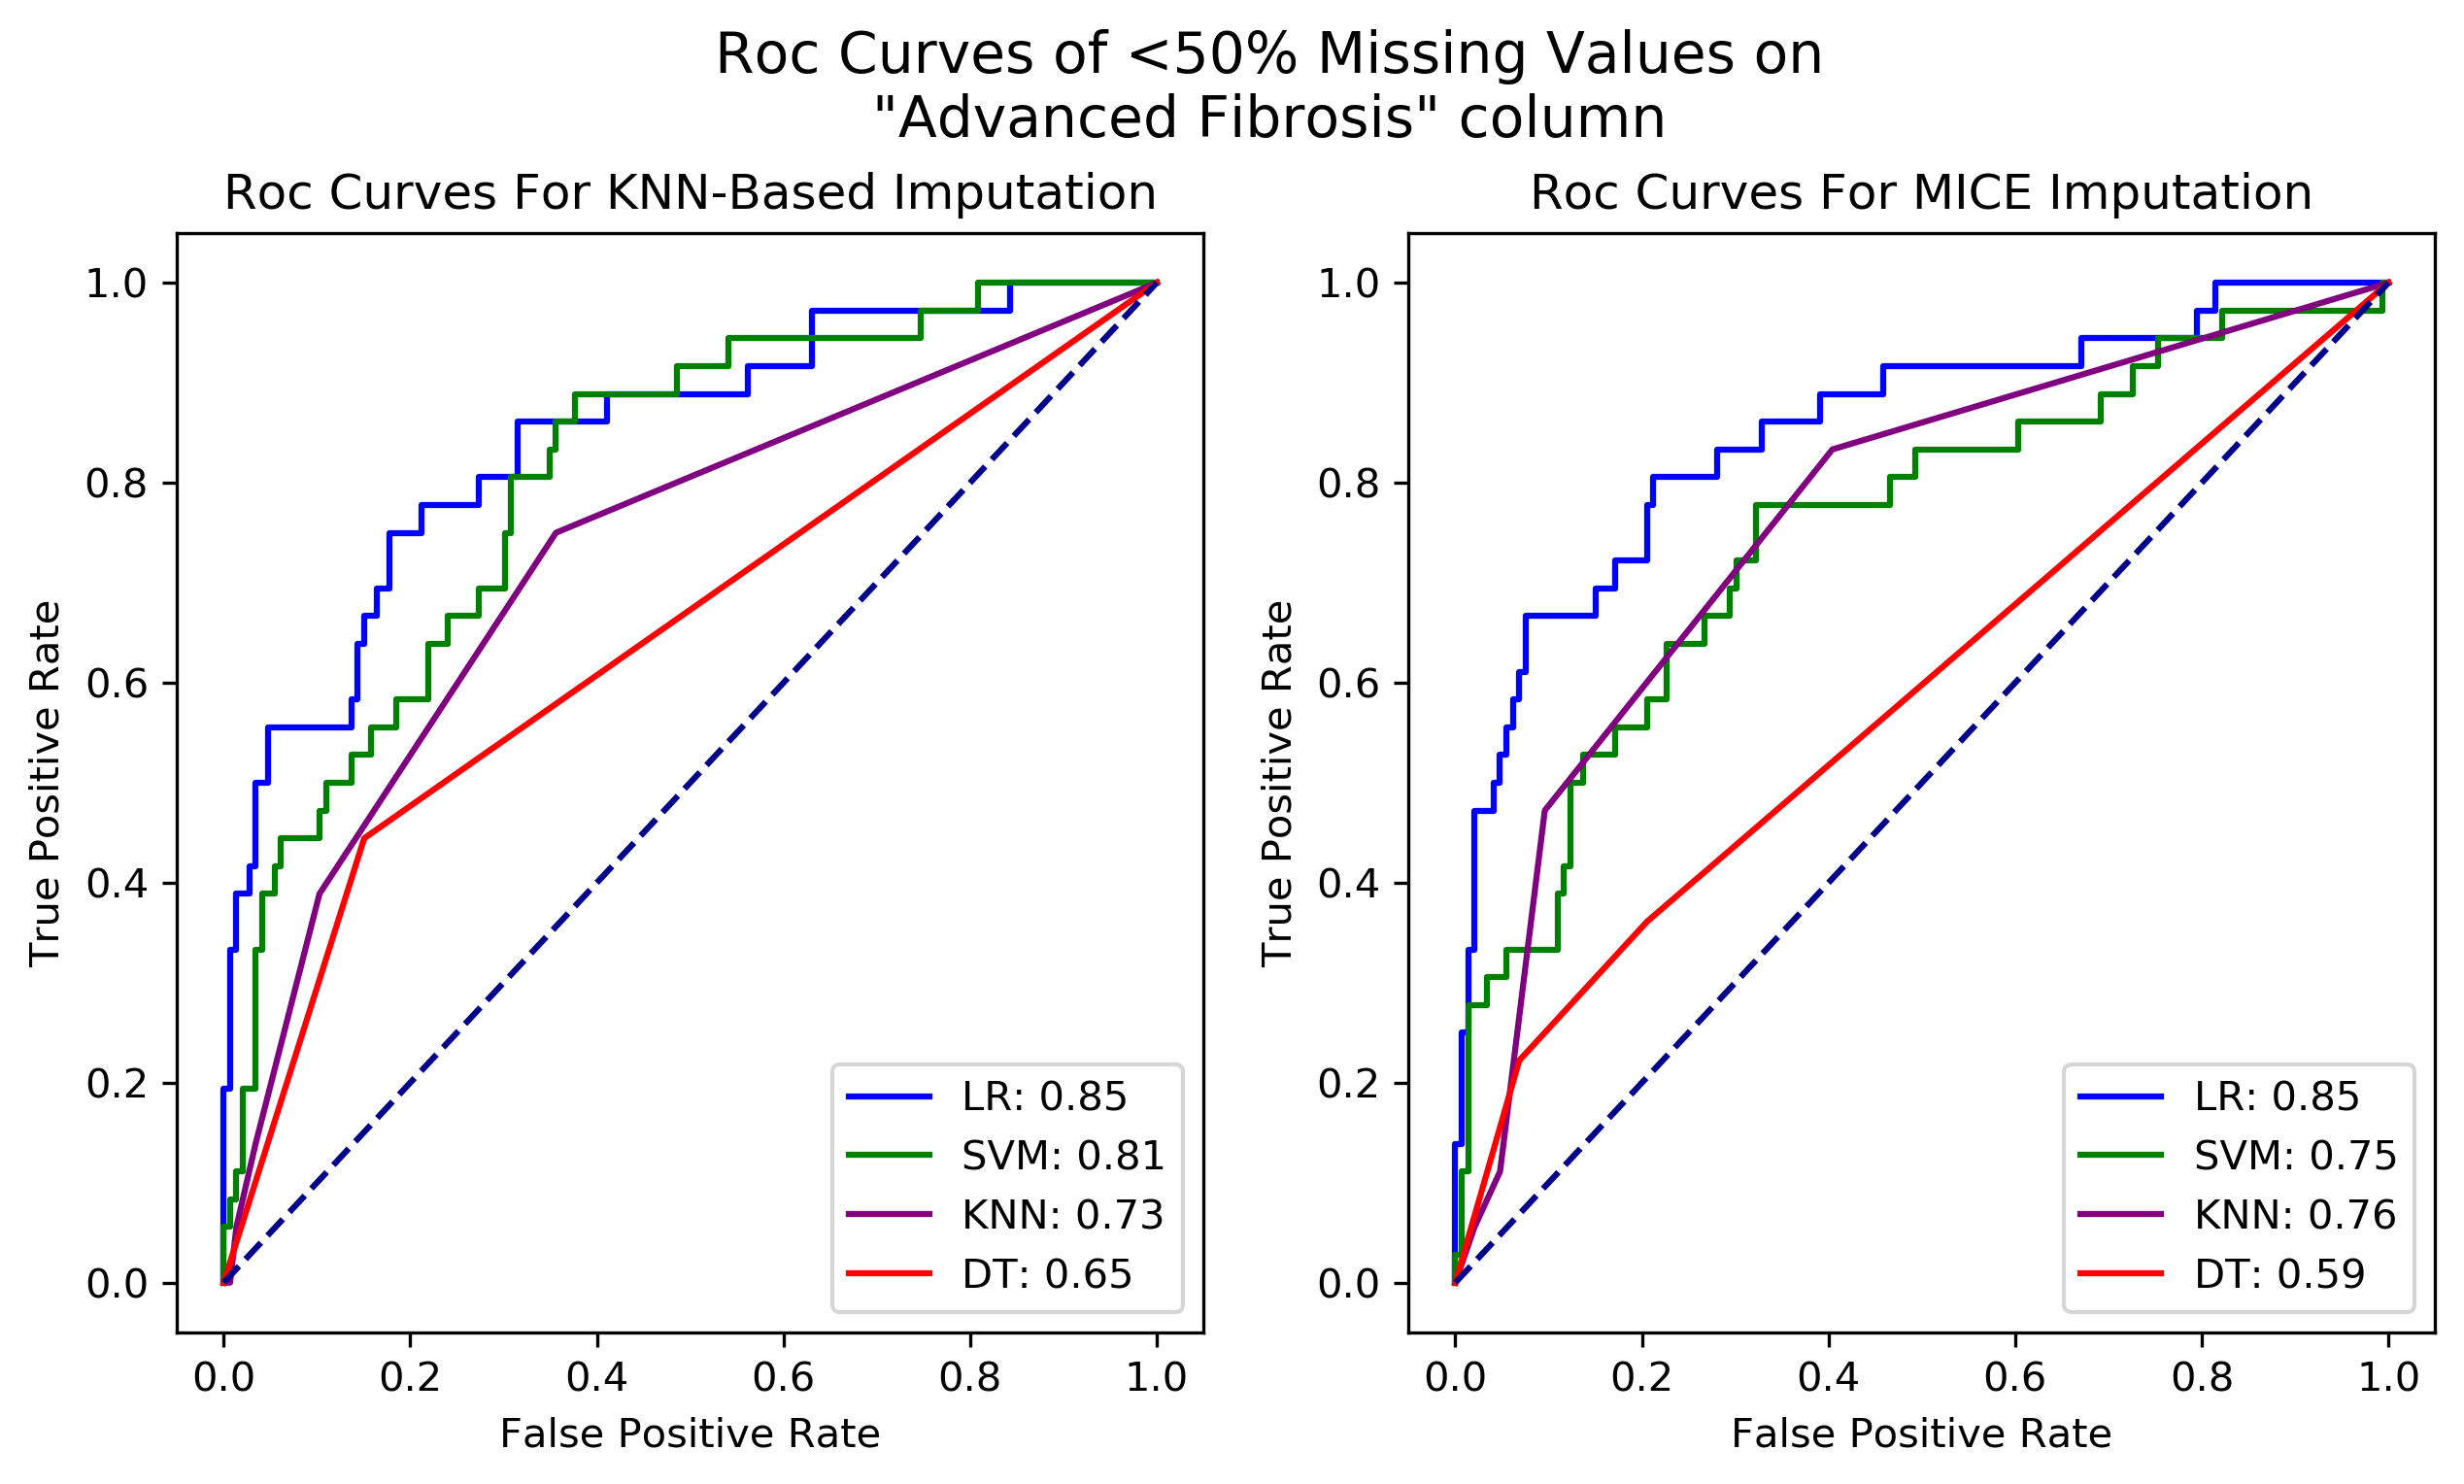 Roc Curves of <50% Missing Values on
"Advanced Fibrosis" column
Roc Curves For KNN-Based Imputation
True Positive Rate
1.0
0.8
0.6
0.4
0.2
0.0
LR: 0.85
SVM: 0.81
KNN: 0.73
DT: 0.65
0.0 0.2 0.4 0.6 0.8 1.0
False Positive Rate
Roc Curves For MICE Imputation
True Positive Rate
1.0
0.8
0.6
0.4
0.2
0.0
LR: 0.85
SVM: 0.75
KNN: 0.76
DT: 0.59
0.0 0.2 0.4 0.6 0.8 1.0
False Positive Rate